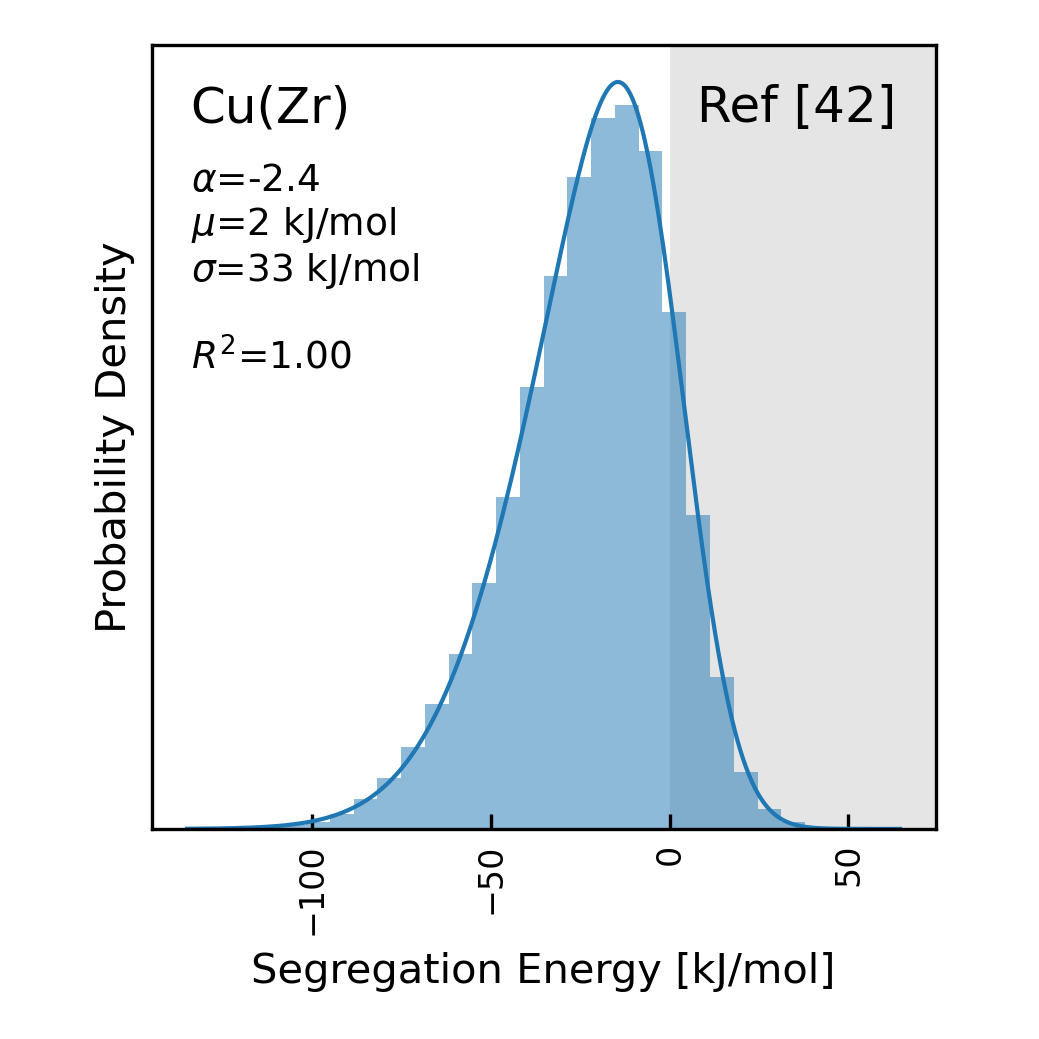 Cu(Zr)
Ref [42]
α=-2.4
μ=2 kJ/mol
σ=33 kJ/mol
R²=1.00
Probability Density
−100
−50
0
50
Segregation Energy [kJ/mol]